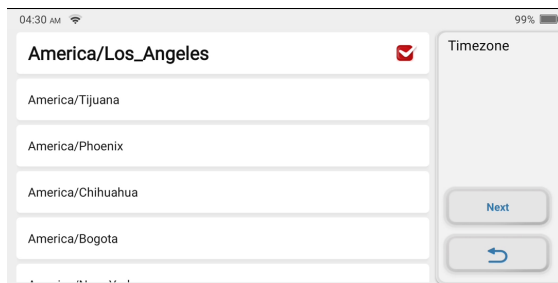 04:30 AM
99%
America/Los_Angeles
America/Tijuana
America/Phoenix
America/Chihuahua
America/Bogota
Timezone
Next